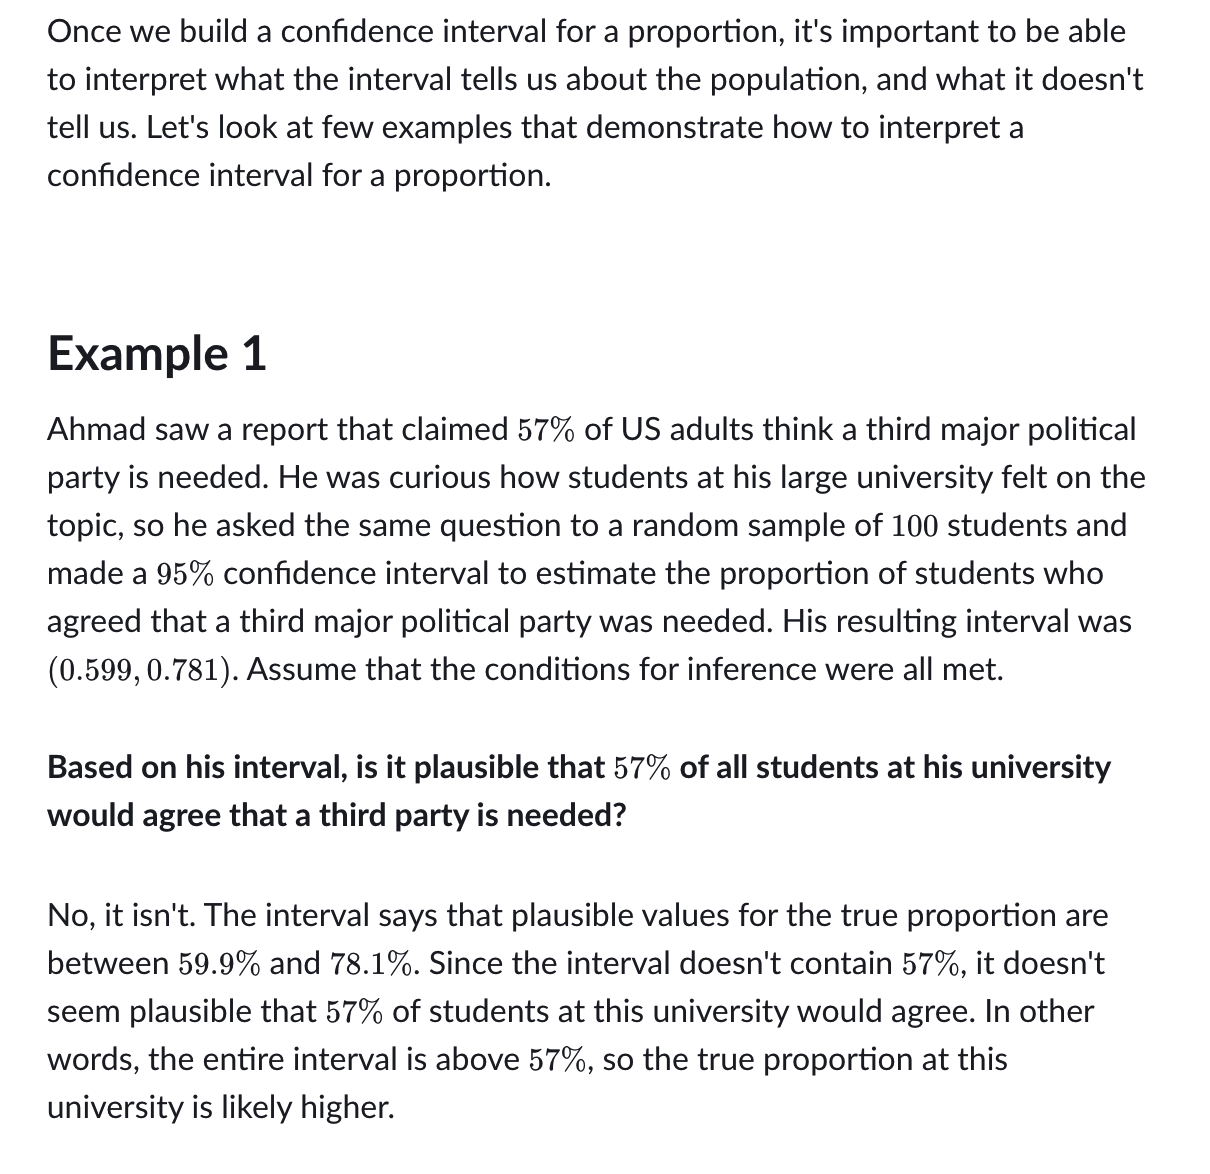 Once we build a confidence interval for a proportion, it's important to be able
to interpret what the interval tells us about the population, and what it doesn't
tell us. Let's look at few examples that demonstrate how to interpret a
confidence interval for a proportion.
Example 1
Ahmad saw a report that claimed 57% of US adults think a third major political
party is needed. He was curious how students at his large university felt on the
topic, so he asked the same question to a random sample of 100 students and
made a 95% confidence interval to estimate the proportion of students who
agreed that a third major political party was needed. His resulting interval was
(0.599, 0.781). Assume that the conditions for inference were all met.
Based on his interval, is it plausible that 57% of all students at his university
would agree that a third party is needed?
No, it isn't. The interval says that plausible values for the true proportion are
between 59.9% and 78.1%. Since the interval doesn't contain 57%, it doesn't
seem plausible that 57% of students at this university would agree. In other
words, the entire interval is above 57%, so the true proportion at this
university is likely higher.